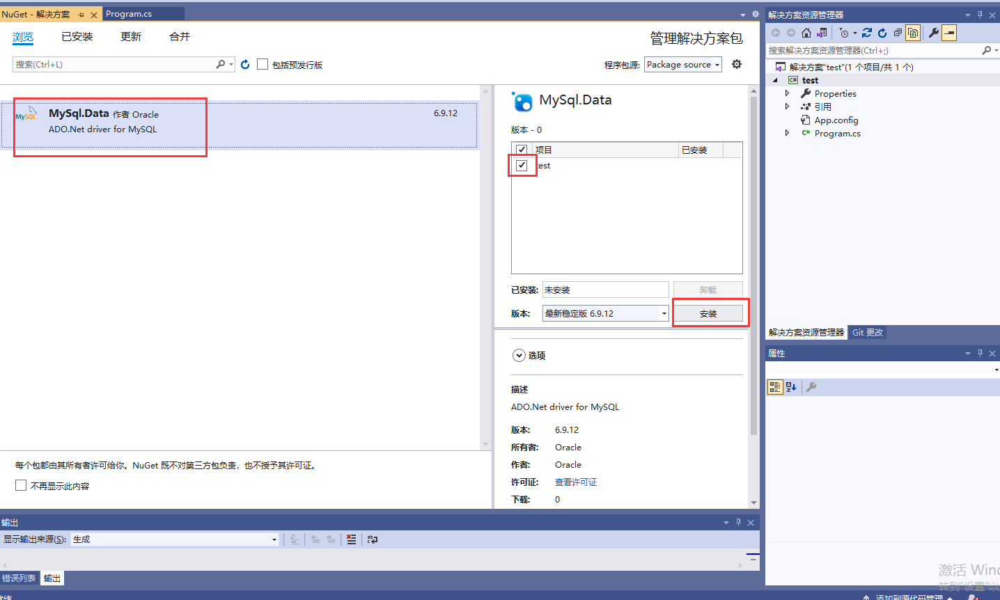 NuGet - 解决方案
Program.cs
浏览
已安装
更新
合并
管理解决方案包
搜索(Ctrl+L)
包括预发行版
程序包源:
Package source
MySQL
MySql.Data 作者 Oracle
6.9.12
ADO.Net driver for MySQL
每个包都由其所有者许可给你。NuGet 既不对第三方包负责，也不授予其许可证。
不再显示此内容
MySql.Data
版本 - 0
项目
已安装
test
已安装:
未安装
卸载
版本:
最新稳定版 6.9.12
安装
选项
描述
ADO.Net driver for MySQL
版本: 6.9.12
所有者: Oracle
作者: Oracle
许可证: 查看许可证
下载: 0
输出
显示输出来源(S): 生成
错误列表
输出
解决方案资源管理器
搜索解决方案资源管理器(Ctrl+;)
解决方案"test"(1 个项目/共 1 个)
C# test
Properties
引用
App.config
C# Program.cs
解决方案资源管理器
Git 更改
属性
激活 Wind
转到"设置"以
添加到源代码管理